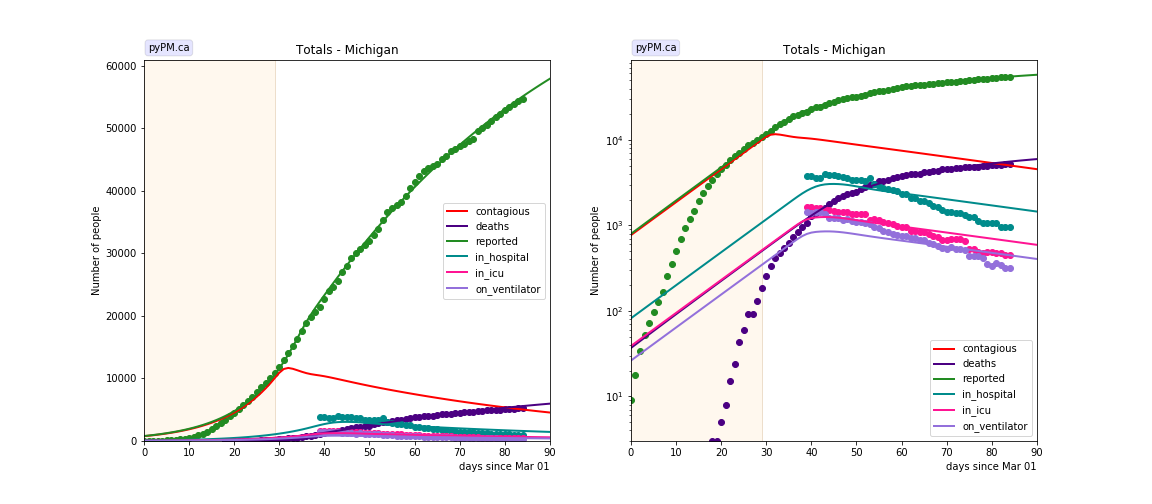 pyPM.ca
Totals - Michigan
60000
50000
40000
30000
20000
10000
0
Number of people
contagious
deaths
reported
in_hospital
in_icu
on_ventilator
0 10 20 30 40 50 60 70 80 90
days since Mar 01
pyPM.ca
Totals - Michigan
10^4
10^3
10^2
10^1
Number of people
contagious
deaths
reported
in_hospital
in_icu
on_ventilator
0 10 20 30 40 50 60 70 80 90
days since Mar 01